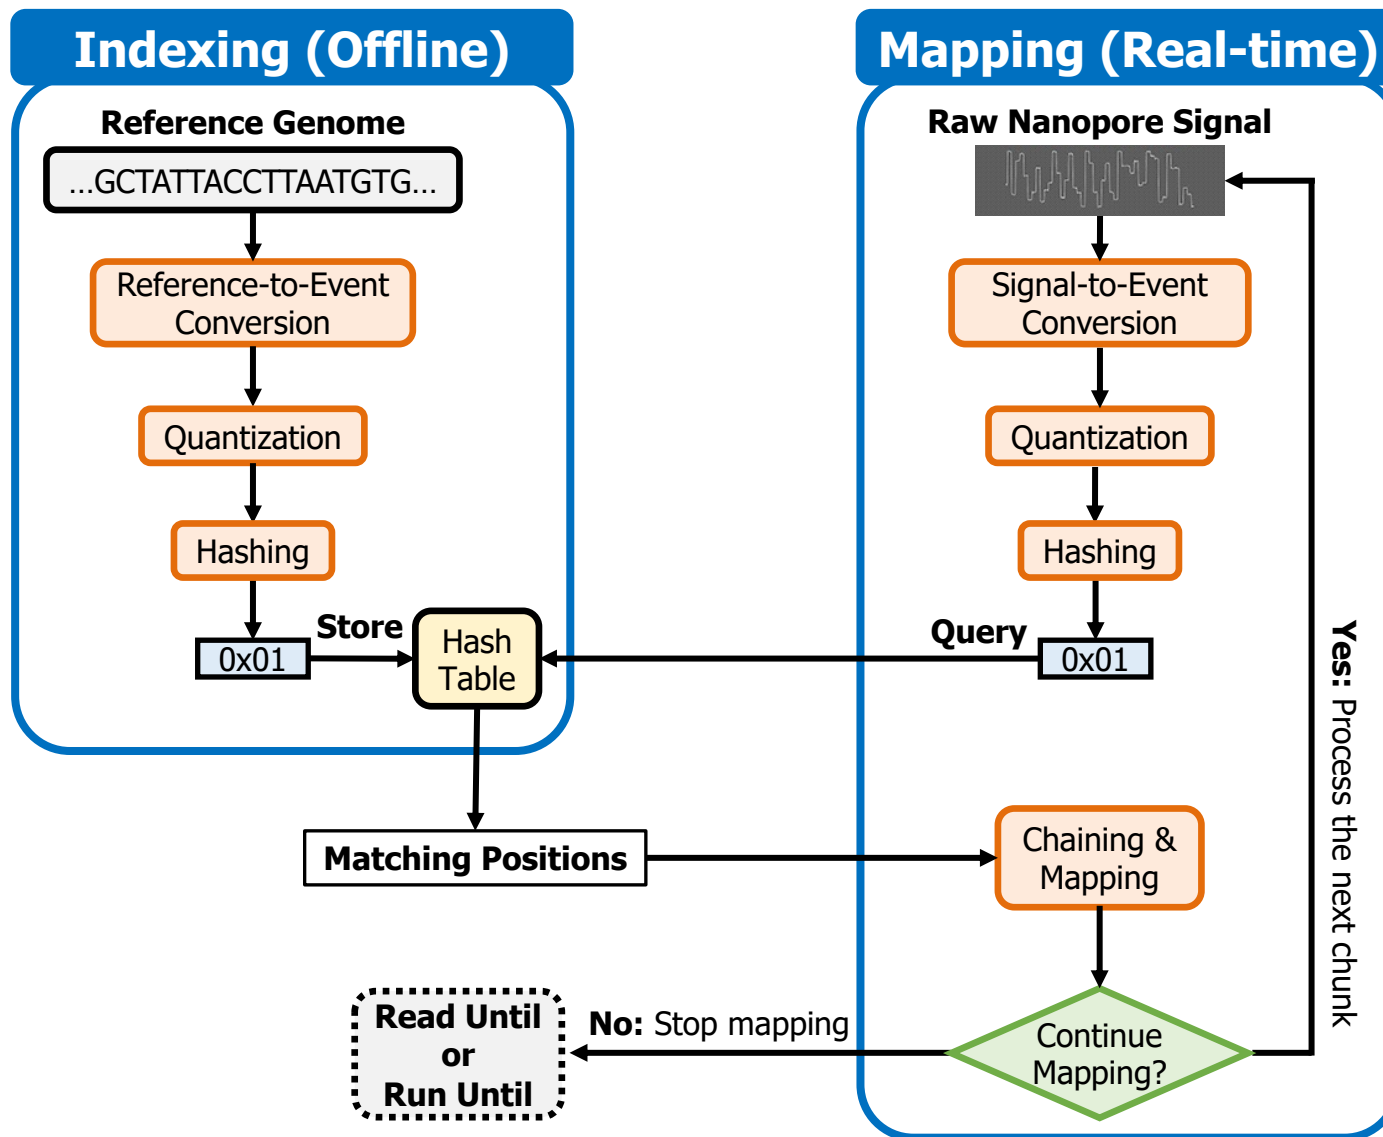 Indexing (Offline)
Reference Genome
...GCTATTACCTTAATGTG...
Reference-to-Event
Conversion
Quantization
Hashing
0x01
Store
Hash
Table
Matching Positions
Mapping (Real-time)
Raw Nanopore Signal
Signal-to-Event
Conversion
Quantization
Hashing
Query
0x01
Chaining &
Mapping
Continue
Mapping?
Yes: Process the next chunk
No: Stop mapping
Read Until
or
Run Until